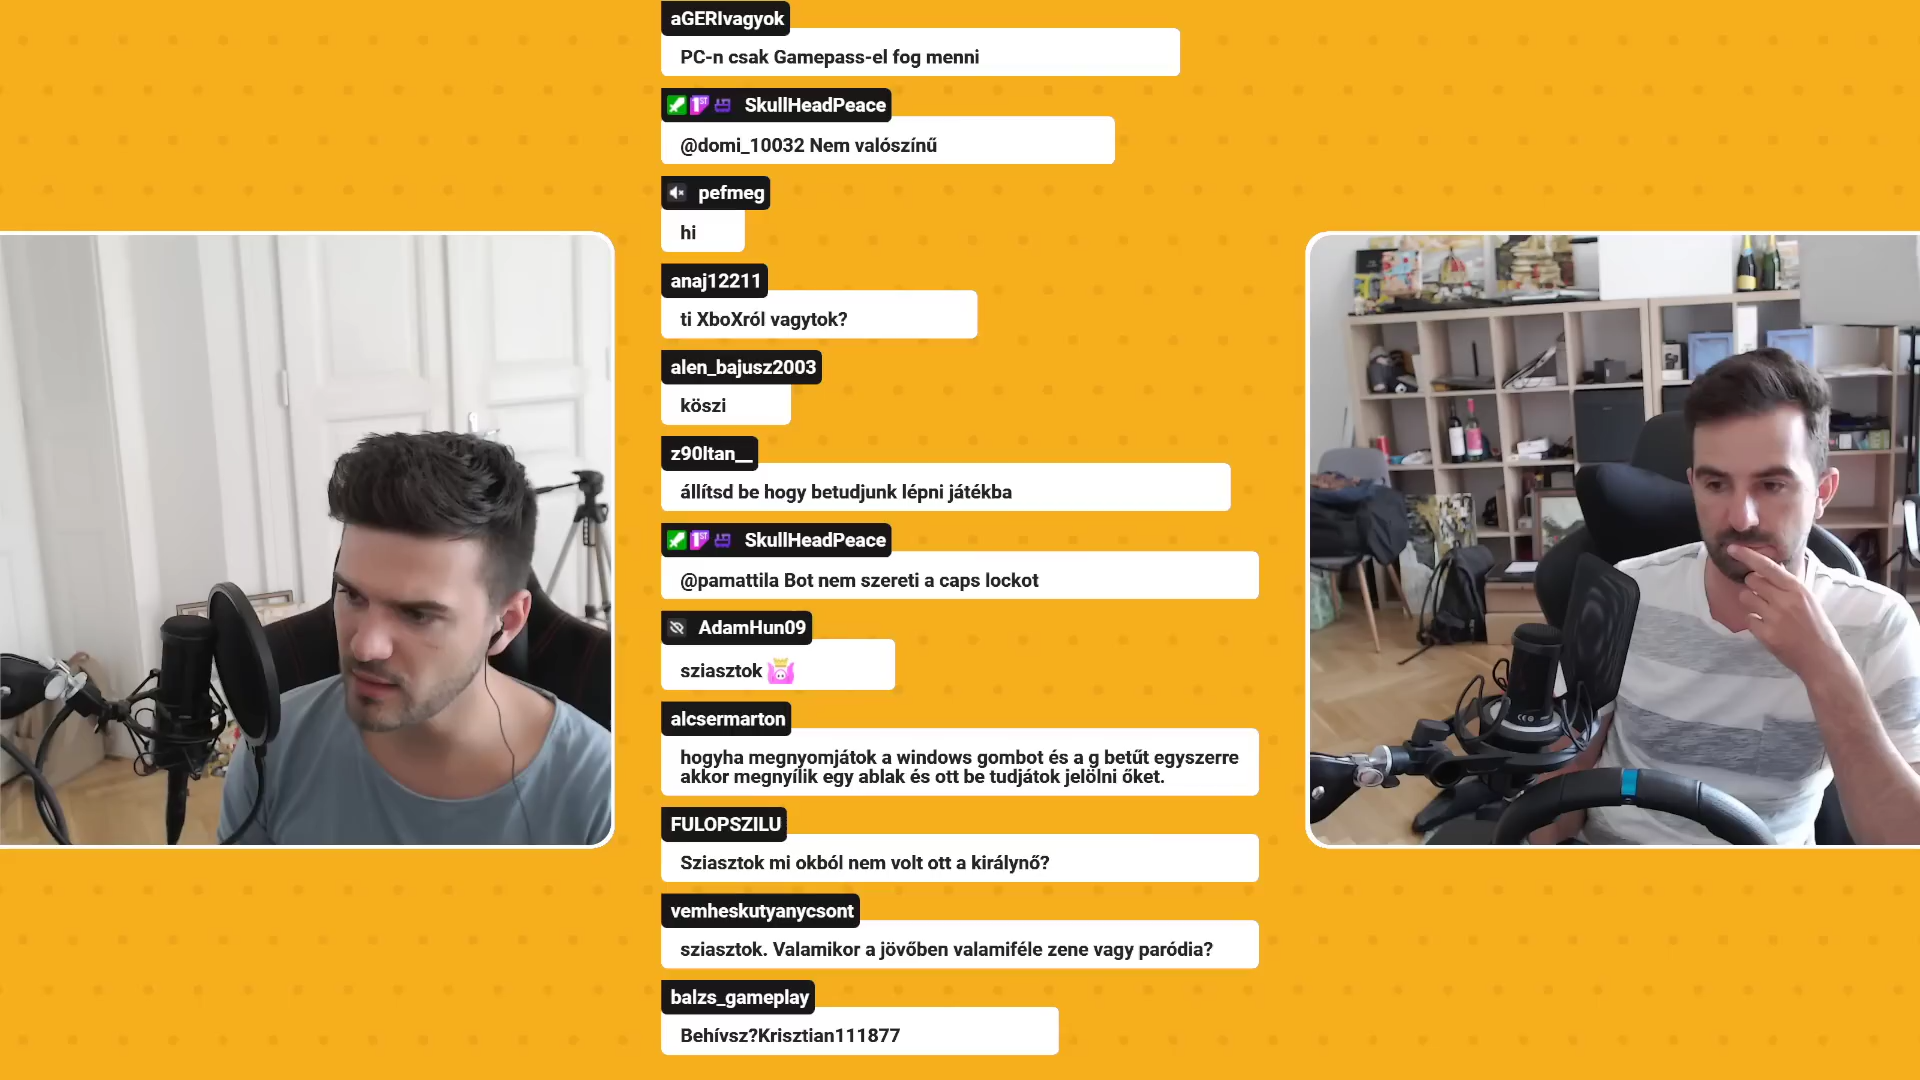 aGERIvagyok
PC-n csak Gamepass-el fog menni
SkullHeadPeace
@domi_10032 Nem valószínű
pefmeg
hi
anaj12211
ti XboXról vagytok?
alen_bajusz2003
köszi
z90ltan__
állítsd be hogy betudjunk lépni játékba
SkullHeadPeace
@pamattila Bot nem szereti a caps lockot
AdamHun09
sziasztok
alcsermarton
hogyha megnyomjátok a windows gombot és a g betűt egyszerre
akkor megnyílik egy ablak és ott be tudjátok jelölni őket.
FULOPSZILU
Sziasztok mi okból nem volt ott a királynő?
vemheskutyanycsont
sziasztok. Valamikor a jövőben valamiféle zene vagy paródia?
balzs_gameplay
Behívsz?Krisztian111877